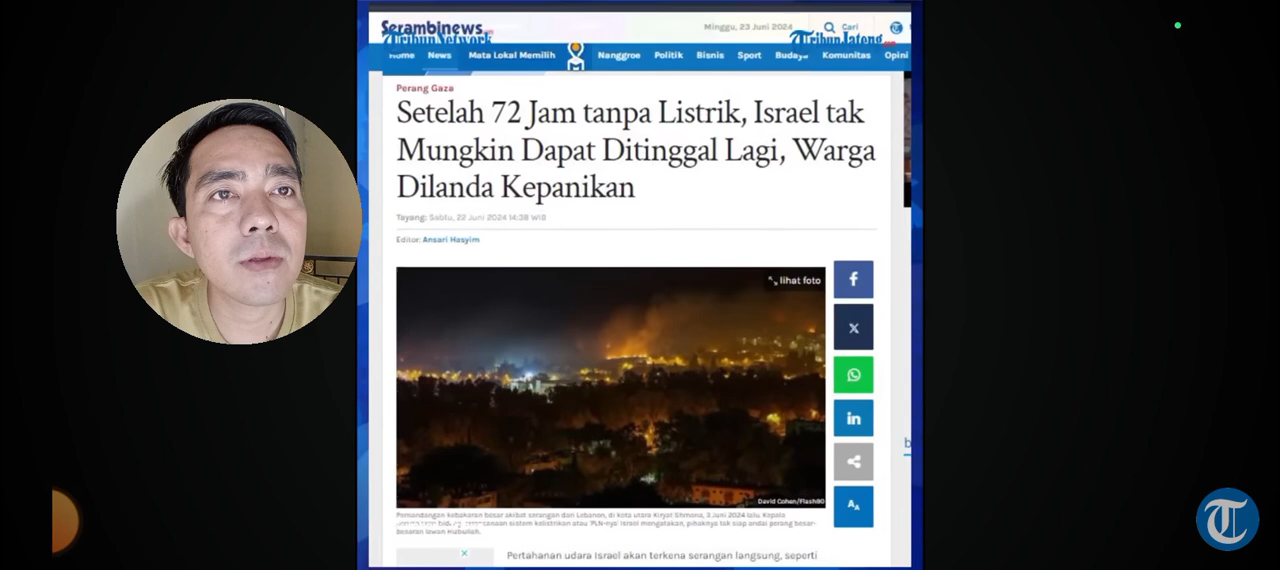 Serambinews
Tribun Network
Minggu, 23 Juni 2024
Cari
TribunJateng
Home News Mata Lokal Memilih Nanggroe Politik Bisnis Sport Budaya Komunitas Opini
Perang Gaza
Setelah 72 Jam tanpa Listrik, Israel tak
Mungkin Dapat Ditinggal Lagi, Warga
Dilanda Kepanikan
Tayang: Sabtu, 22 Juni 2024 14:38 WIB
Editor: Ansari Hasyim
lihat foto
David Cohen/Flash90
Pemandangan kebakaran besar akibat serangan dari Lebanon, di kota utara Kiryat Shmona, 3 Juni 2024 lalu. Kepala
sistem kelistrikan atau 'PLN-nya' Israel mengatakan, pihaknya tak siap andai perang besar-
besaran lawan Hizbullah.
Pertahanan udara Israel akan terkena serangan langsung, seperti